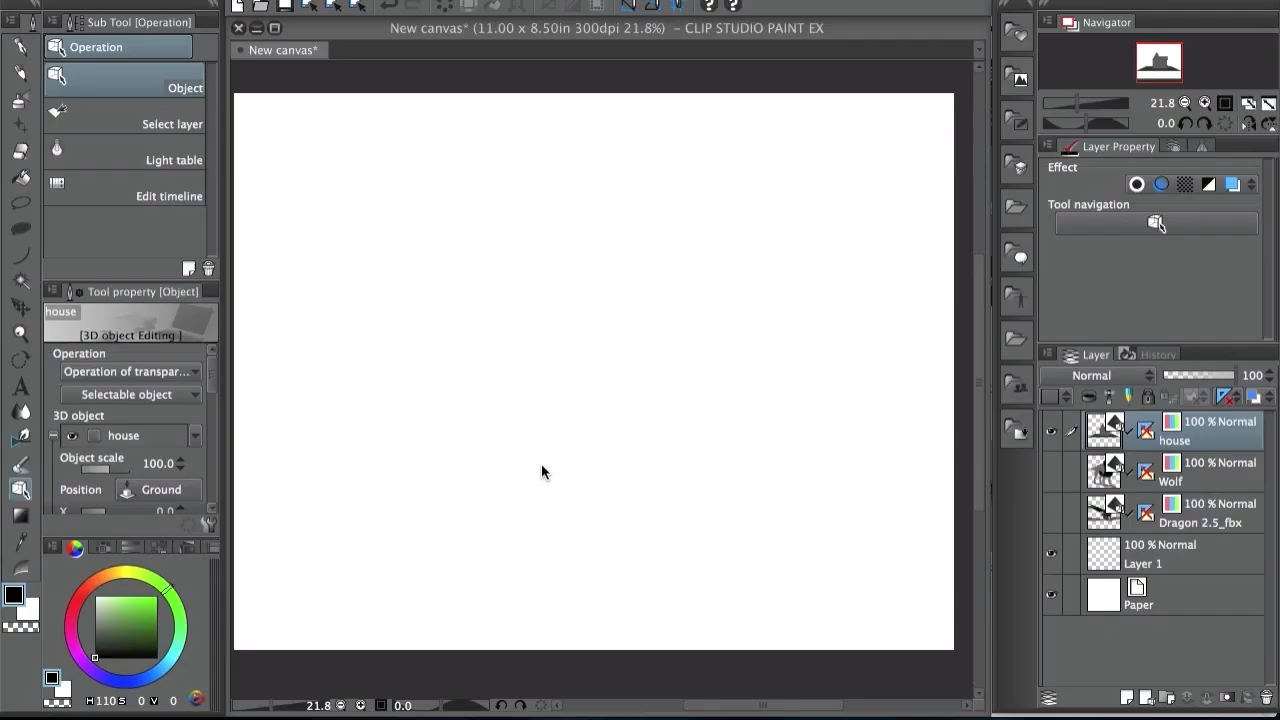 Sub Tool [Operation]
Operation
Object
Select layer
Light table
Edit timeline
Tool property [Object]
house
[3D object Editing ]
Operation
Operation of transpar...
Selectable object
3D object
house
Object scale
100.0
Position
Ground
X
0.0
H 110 S 0 V 0
New canvas* (11.00 x 8.50in 300dpi 21.8%) - CLIP STUDIO PAINT EX
New canvas*
21.8
0.0
Navigator
21.8
0.0
Layer Property
Effect
Tool navigation
Layer
History
Normal
100
100 % Normal
house
100 % Normal
Wolf
100 % Normal
Dragon 2.5_fbx
100 % Normal
Layer 1
Paper